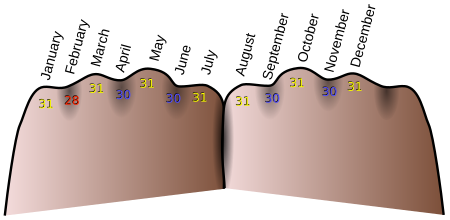 January February March April May June July August September October November December
31 28 31 30 31 30 31 31 30 31 30 31